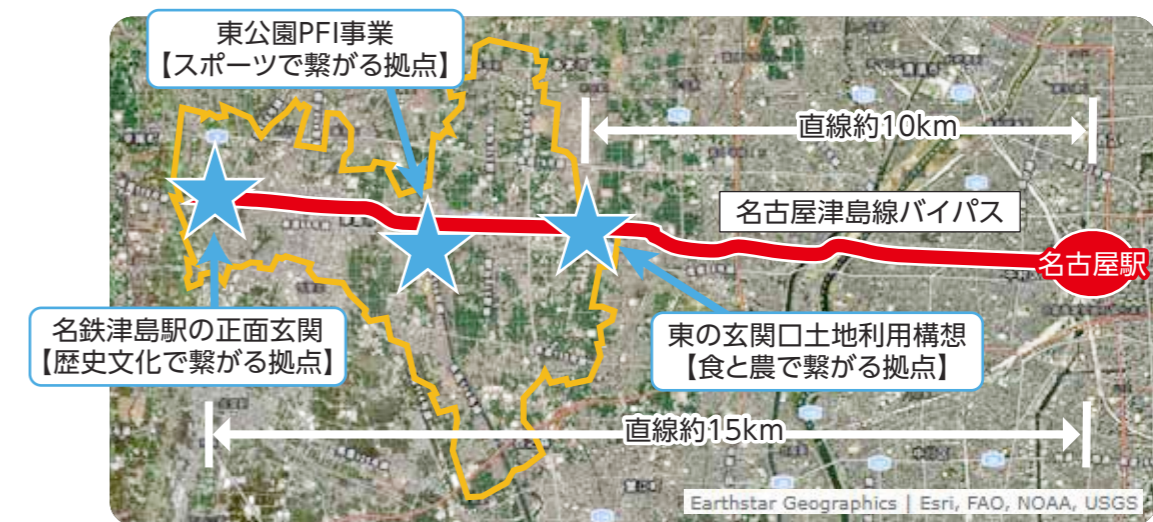 東公園PFI事業
【スポーツで繋がる拠点】
直線約10km
名古屋津島線バイパス
名古屋駅
名鉄津島駅の正面玄関
【歴史文化で繋がる拠点】
東の玄関口土地利用構想
【食と農で繋がる拠点】
直線約15km
Earthstar Geographics | Esri, FAO, NOAA, USGS